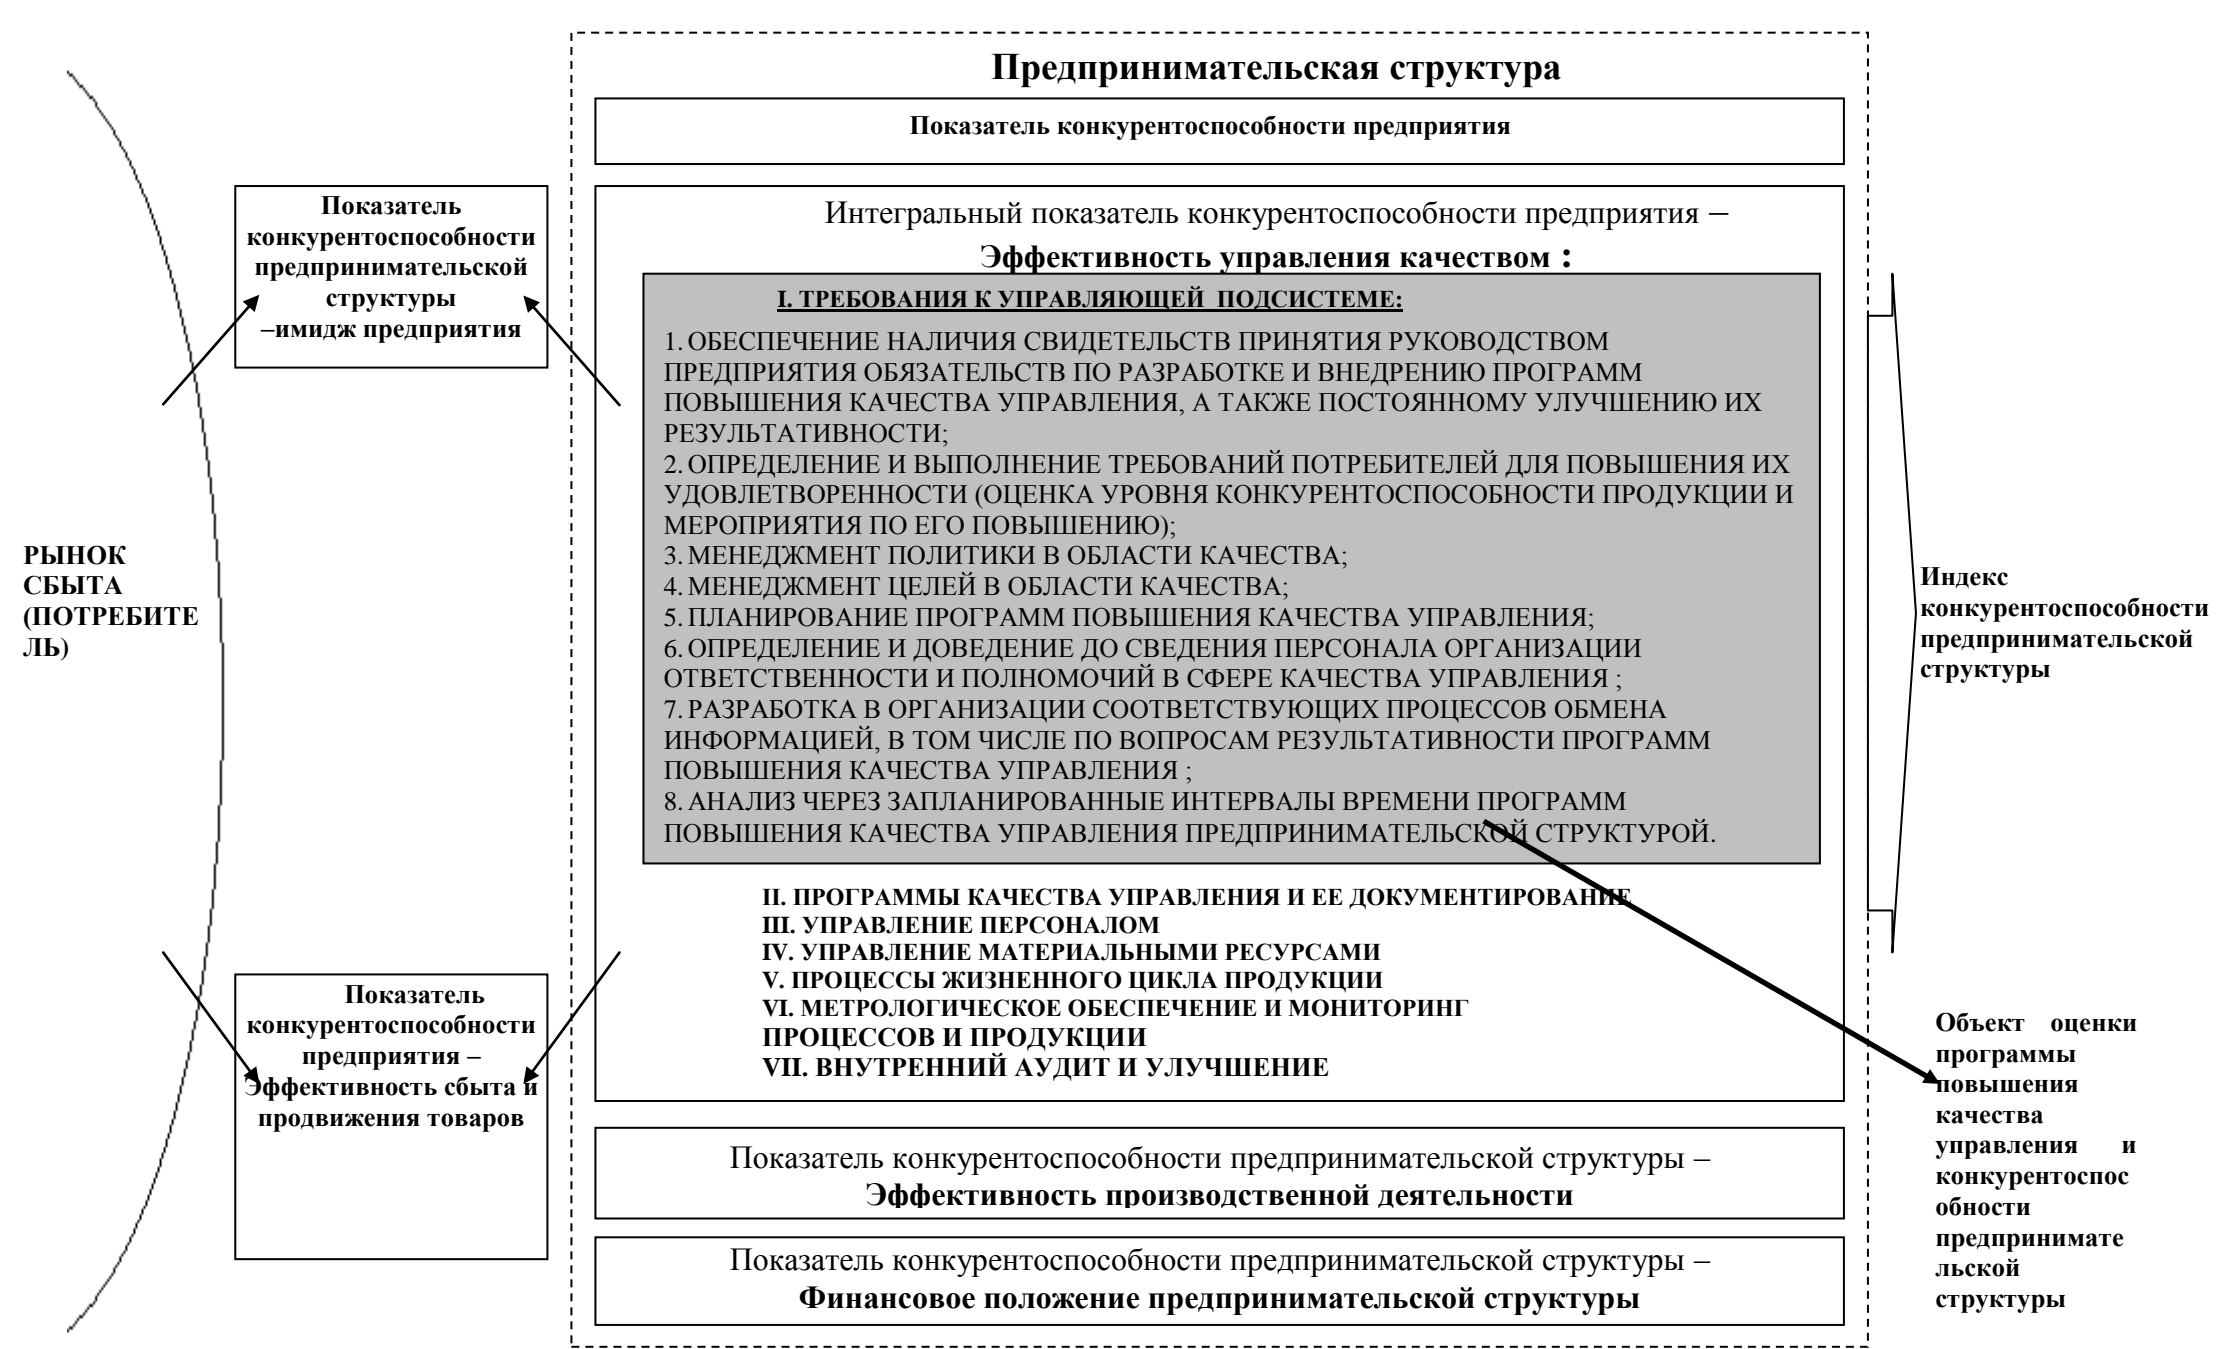 Предпринимательская структура
Показатель конкурентоспособности предприятия
Показатель
конкурентоспособности
предпринимательской
структуры
–имидж предприятия
Интегральный показатель конкурентоспособности предприятия –
Эффективность управления качеством :
I. ТРЕБОВАНИЯ К УПРАВЛЯЮЩЕЙ ПОДСИСТЕМЕ:
1. ОБЕСПЕЧЕНИЕ НАЛИЧИЯ СВИДЕТЕЛЬСТВ ПРИНЯТИЯ РУКОВОДСТВОМ
ПРЕДПРИЯТИЯ ОБЯЗАТЕЛЬСТВ ПО РАЗРАБОТКЕ И ВНЕДРЕНИЮ ПРОГРАММ
ПОВЫШЕНИЯ КАЧЕСТВА УПРАВЛЕНИЯ, А ТАКЖЕ ПОСТОЯННОМУ УЛУЧШЕНИЮ ИХ
РЕЗУЛЬТАТИВНОСТИ;
2. ОПРЕДЕЛЕНИЕ И ВЫПОЛНЕНИЕ ТРЕБОВАНИЙ ПОТРЕБИТЕЛЕЙ ДЛЯ ПОВЫШЕНИЯ ИХ
УДОВЛЕТВОРЕННОСТИ (ОЦЕНКА УРОВНЯ КОНКУРЕНТОСПОСОБНОСТИ ПРОДУКЦИИ И
МЕРОПРИЯТИЯ ПО ЕГО ПОВЫШЕНИЮ);
3. МЕНЕДЖМЕНТ ПОЛИТИКИ В ОБЛАСТИ КАЧЕСТВА;
4. МЕНЕДЖМЕНТ ЦЕЛЕЙ В ОБЛАСТИ КАЧЕСТВА;
5. ПЛАНИРОВАНИЕ ПРОГРАММ ПОВЫШЕНИЯ КАЧЕСТВА УПРАВЛЕНИЯ;
6. ОПРЕДЕЛЕНИЕ И ДОВЕДЕНИЕ ДО СВЕДЕНИЯ ПЕРСОНАЛА ОРГАНИЗАЦИИ
ОТВЕТСТВЕННОСТИ И ПОЛНОМОЧИЙ В СФЕРЕ КАЧЕСТВА УПРАВЛЕНИЯ ;
7. РАЗРАБОТКА В ОРГАНИЗАЦИИ СООТВЕТСТВУЮЩИХ ПРОЦЕССОВ ОБМЕНА
ИНФОРМАЦИЕЙ, В ТОМ ЧИСЛЕ ПО ВОПРОСАМ РЕЗУЛЬТАТИВНОСТИ ПРОГРАММ
ПОВЫШЕНИЯ КАЧЕСТВА УПРАВЛЕНИЯ ;
8. АНАЛИЗ ЧЕРЕЗ ЗАПЛАНИРОВАННЫЕ ИНТЕРВАЛЫ ВРЕМЕНИ ПРОГРАММ
ПОВЫШЕНИЯ КАЧЕСТВА УПРАВЛЕНИЯ ПРЕДПРИНИМАТЕЛЬСКОЙ СТРУКТУРОЙ.
II. ПРОГРАММЫ КАЧЕСТВА УПРАВЛЕНИЯ И ЕЕ ДОКУМЕНТИРОВАНИЕ
III. УПРАВЛЕНИЕ ПЕРСОНАЛОМ
IV. УПРАВЛЕНИЕ МАТЕРИАЛЬНЫМИ РЕСУРСАМИ
V. ПРОЦЕССЫ ЖИЗНЕННОГО ЦИКЛА ПРОДУКЦИИ
VI. МЕТРОЛОГИЧЕСКОЕ ОБЕСПЕЧЕНИЕ И МОНИТОРИНГ
ПРОЦЕССОВ И ПРОДУКЦИИ
VII. ВНУТРЕННИЙ АУДИТ И УЛУЧШЕНИЕ
РЫНОК
СБЫТА
(ПОТРЕБИТЕ
ЛЬ)
Индекс
конкурентоспособности
предпринимательской
структуры
Показатель
конкурентоспособности
предприятия –
Эффективность сбыта и
продвижения товаров
Объект оценки
программы
повышения
качества
управления и
конкурентоспос
обности
предпринимате
льской
структуры
Показатель конкурентоспособности предпринимательской структуры –
Эффективность производственной деятельности
Показатель конкурентоспособности предпринимательской структуры –
Финансовое положение предпринимательской структуры